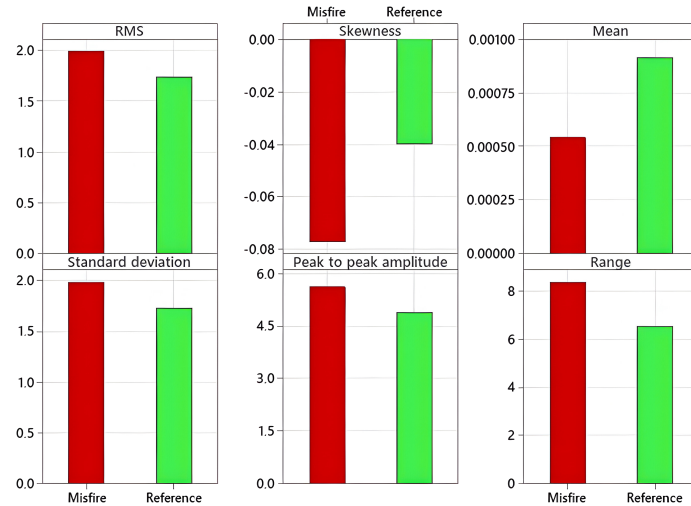 Misfire Reference
RMS Skewness Mean
2.0 0.00 0.00100
1.5 -0.02 0.00075
1.0 -0.04 0.00050
0.5 -0.06 0.00025
0.0 -0.08 0.00000
Standard deviation Peak to peak amplitude Range
2.0 6.0 8
1.5 4.5 6
1.0 3.0 4
0.5 1.5 2
0.0 0.0 0
Misfire Reference Misfire Reference